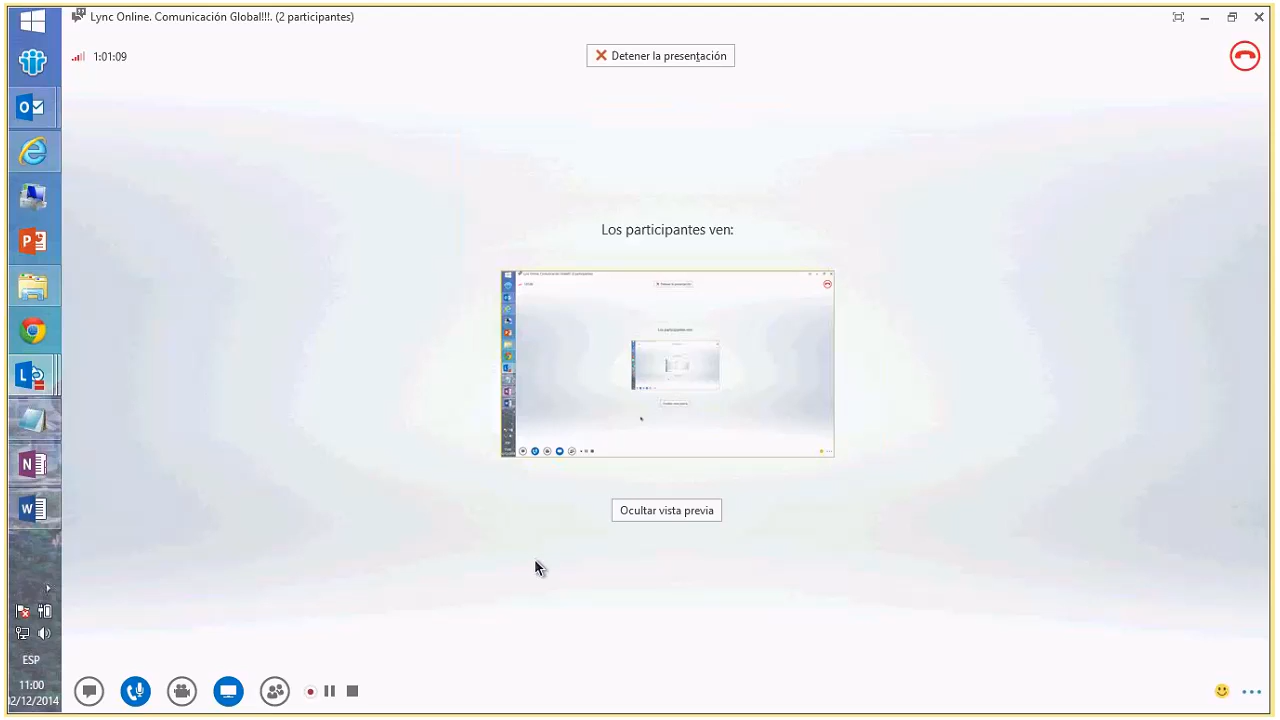 Lync Online. Comunicación Global!!!. (2 participantes)
1:01:09
Detener la presentación
Los participantes ven:
Ocultar vista previa
ESP
11:00
02/12/2014